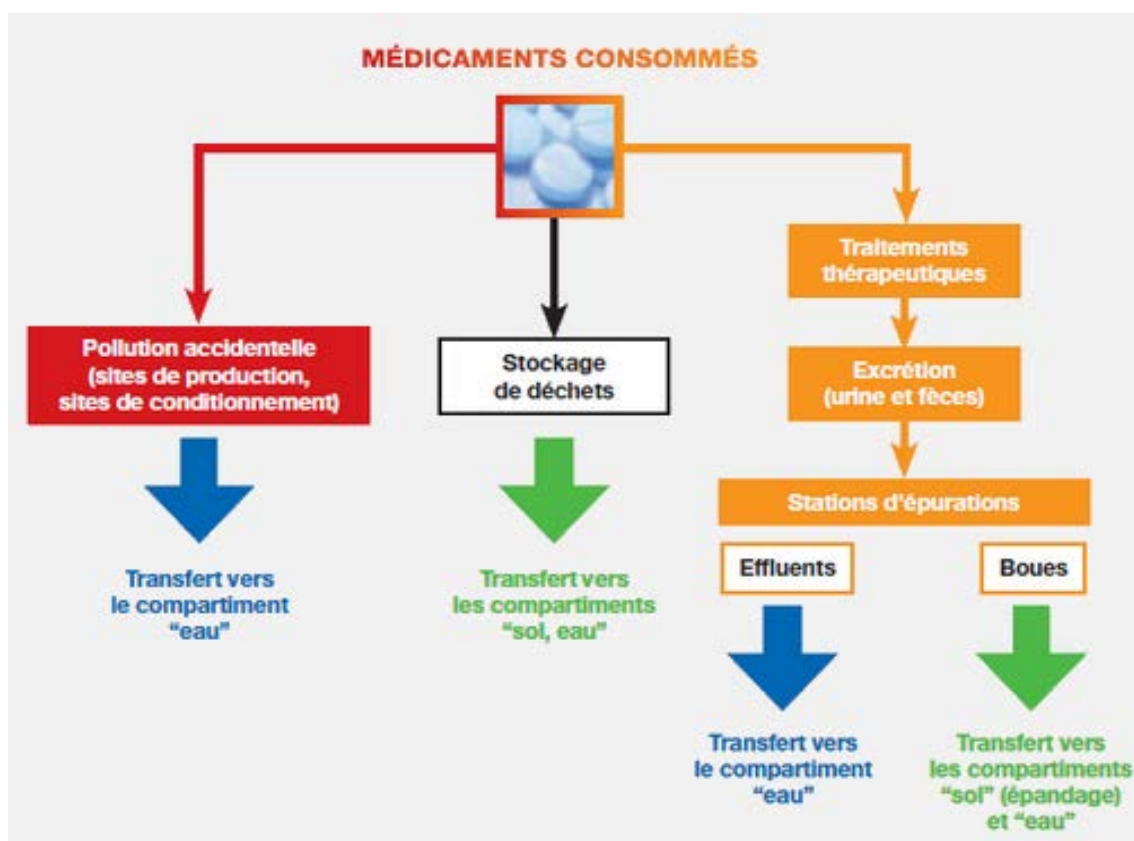 MÉDICAMENTS CONSOMMÉS
Pollution accidentelle
(sites de production,
sites de conditionnement)
Transfert vers
le compartiment
“eau”
Stockage
de déchets
Transfert vers
les compartiments
“sol, eau”
Traitements
thérapeutiques
Excrétion
(urine et fèces)
Stations d'épurations
Effluents
Transfert vers
le compartiment
“eau”
Boues
Transfert vers
les compartiments
“sol” (épandage)
et “eau”